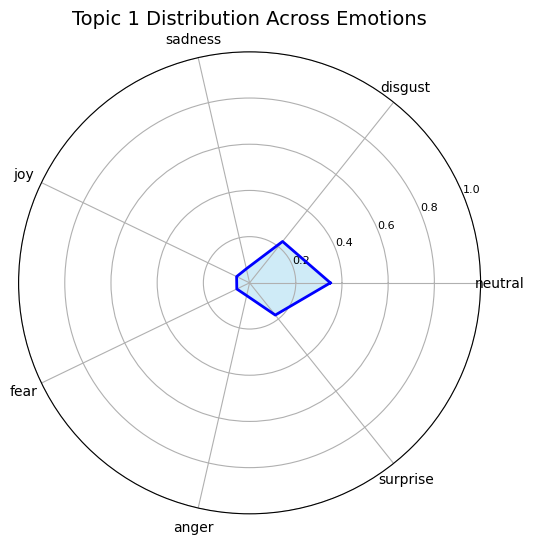 Topic 1 Distribution Across Emotions
sadness
disgust
joy
1.0
0.8
0.6
0.4
0.2
neutral
fear
surprise
anger